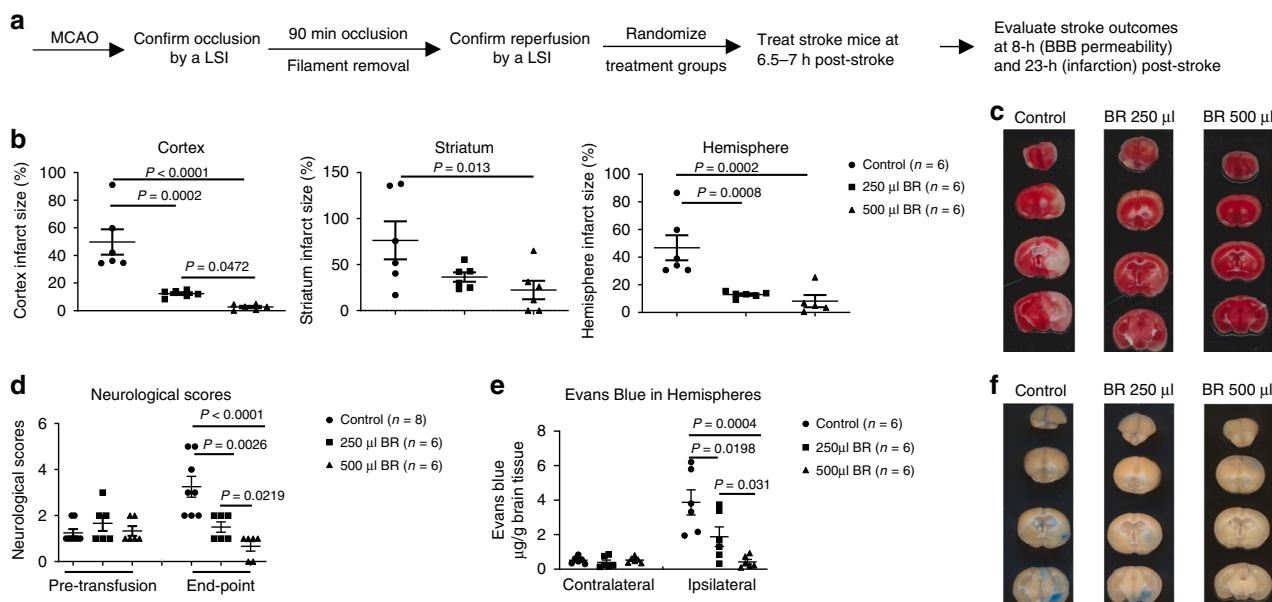 a
MCAO
Confirm occlusion
by a LSI
90 min occlusion
Filament removal
Confirm reperfusion
by a LSI
Randomize
treatment groups
Treat stroke mice at
6.5–7 h post-stroke
Evaluate stroke outcomes
at 8-h (BBB permeability)
and 23-h (infarction) post-stroke
b
Cortex
Cortex infarct size (%)
100
80
60
40
20
0
P < 0.0001
P = 0.0002
P = 0.0472
Striatum
Striatum infarct size (%)
150
100
50
0
P = 0.013
Hemisphere
Hemisphere infarct size (%)
100
80
60
40
20
0
P = 0.0002
P = 0.0008
Control (n = 6)
250 µl BR (n = 6)
500 µl BR (n = 6)
c
Control
BR 250 µl
BR 500 µl
d
Neurological scores
Neurological scores
6
4
2
0
P < 0.0001
P = 0.0026
P = 0.0219
Pre-transfusion
End-point
Control (n = 8)
250 µl BR (n = 6)
500 µl BR (n = 6)
e
Evans Blue in Hemispheres
Evans blue
µg/g brain tissue
8
6
4
2
0
P = 0.0004
P = 0.0198
P = 0.031
Contralateral
Ipsilateral
Control (n = 6)
250µl BR (n = 6)
500µl BR (n = 6)
f
Control
BR 250 µl
BR 500 µl